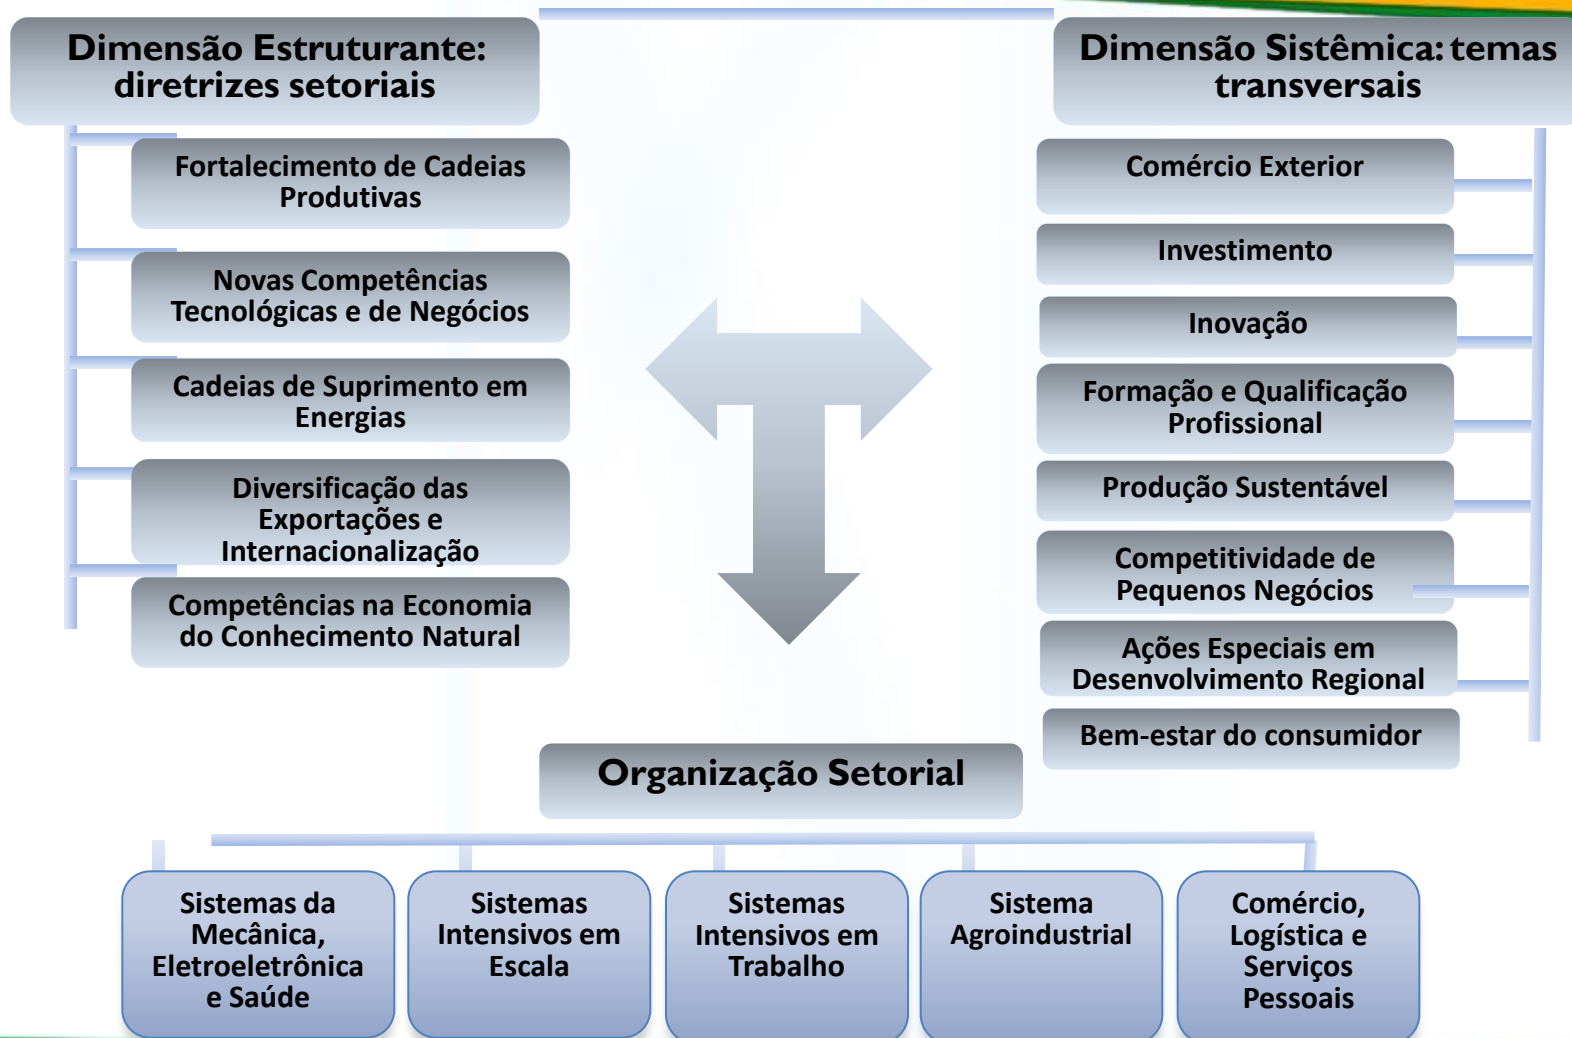 Dimensão Estruturante:
diretrizes setoriais
Fortalecimento de Cadeias
Produtivas
Novas Competências
Tecnológicas e de Negócios
Cadeias de Suprimento em
Energias
Diversificação das
Exportações e
Internacionalização
Competências na Economia
do Conhecimento Natural
Dimensão Sistêmica: temas
transversais
Comércio Exterior
Investimento
Inovação
Formação e Qualificação
Profissional
Produção Sustentável
Competitividade de
Pequenos Negócios
Ações Especiais em
Desenvolvimento Regional
Bem-estar do consumidor
Organização Setorial
Sistemas da
Mecânica,
Eletroeletrônica
e Saúde
Sistemas
Intensivos em
Escala
Sistemas
Intensivos em
Trabalho
Sistema
Agroindustrial
Comércio,
Logística e
Serviços
Pessoais